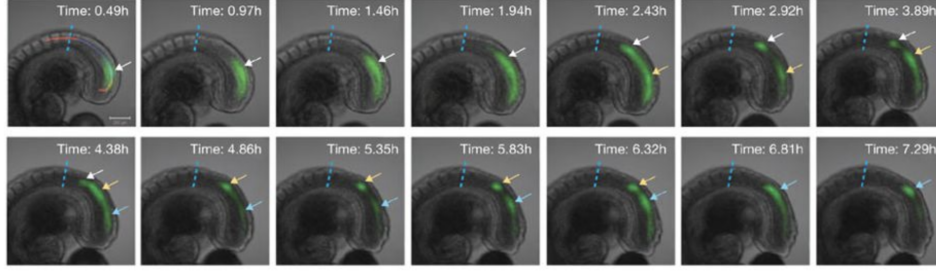 Time: 0.49h
Time: 0.97h
Time: 1.46h
Time: 1.94h
Time: 2.43h
Time: 2.92h
Time: 3.89h
Time: 4.38h
Time: 4.86h
Time: 5.35h
Time: 5.83h
Time: 6.32h
Time: 6.81h
Time: 7.29h